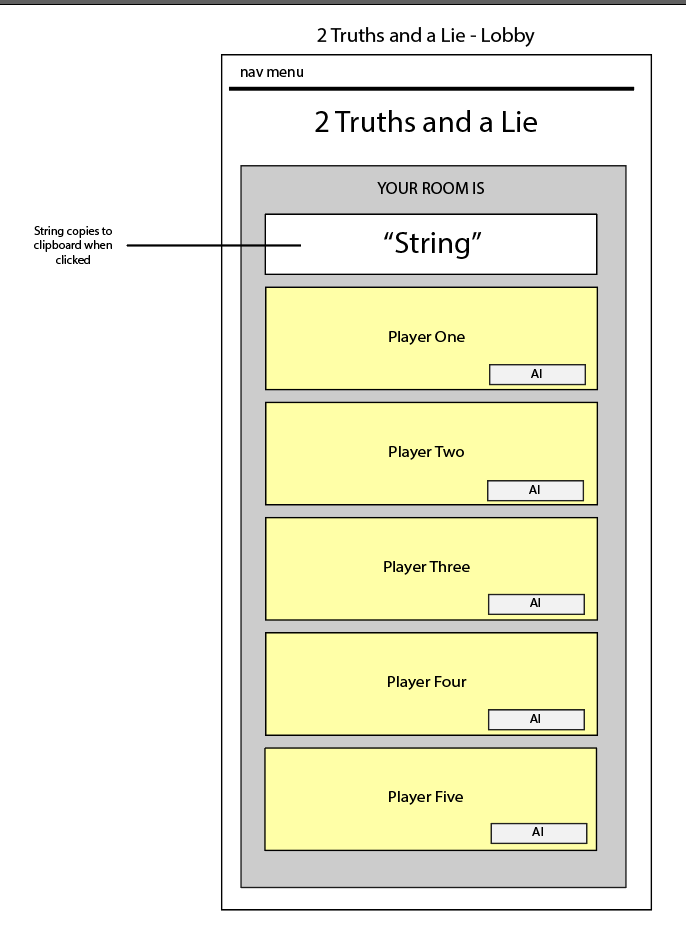 2 Truths and a Lie - Lobby
nav menu
2 Truths and a Lie
YOUR ROOM IS
String copies to
clipboard when
clicked
“String”
Player One
AI
Player Two
AI
Player Three
AI
Player Four
AI
Player Five
AI